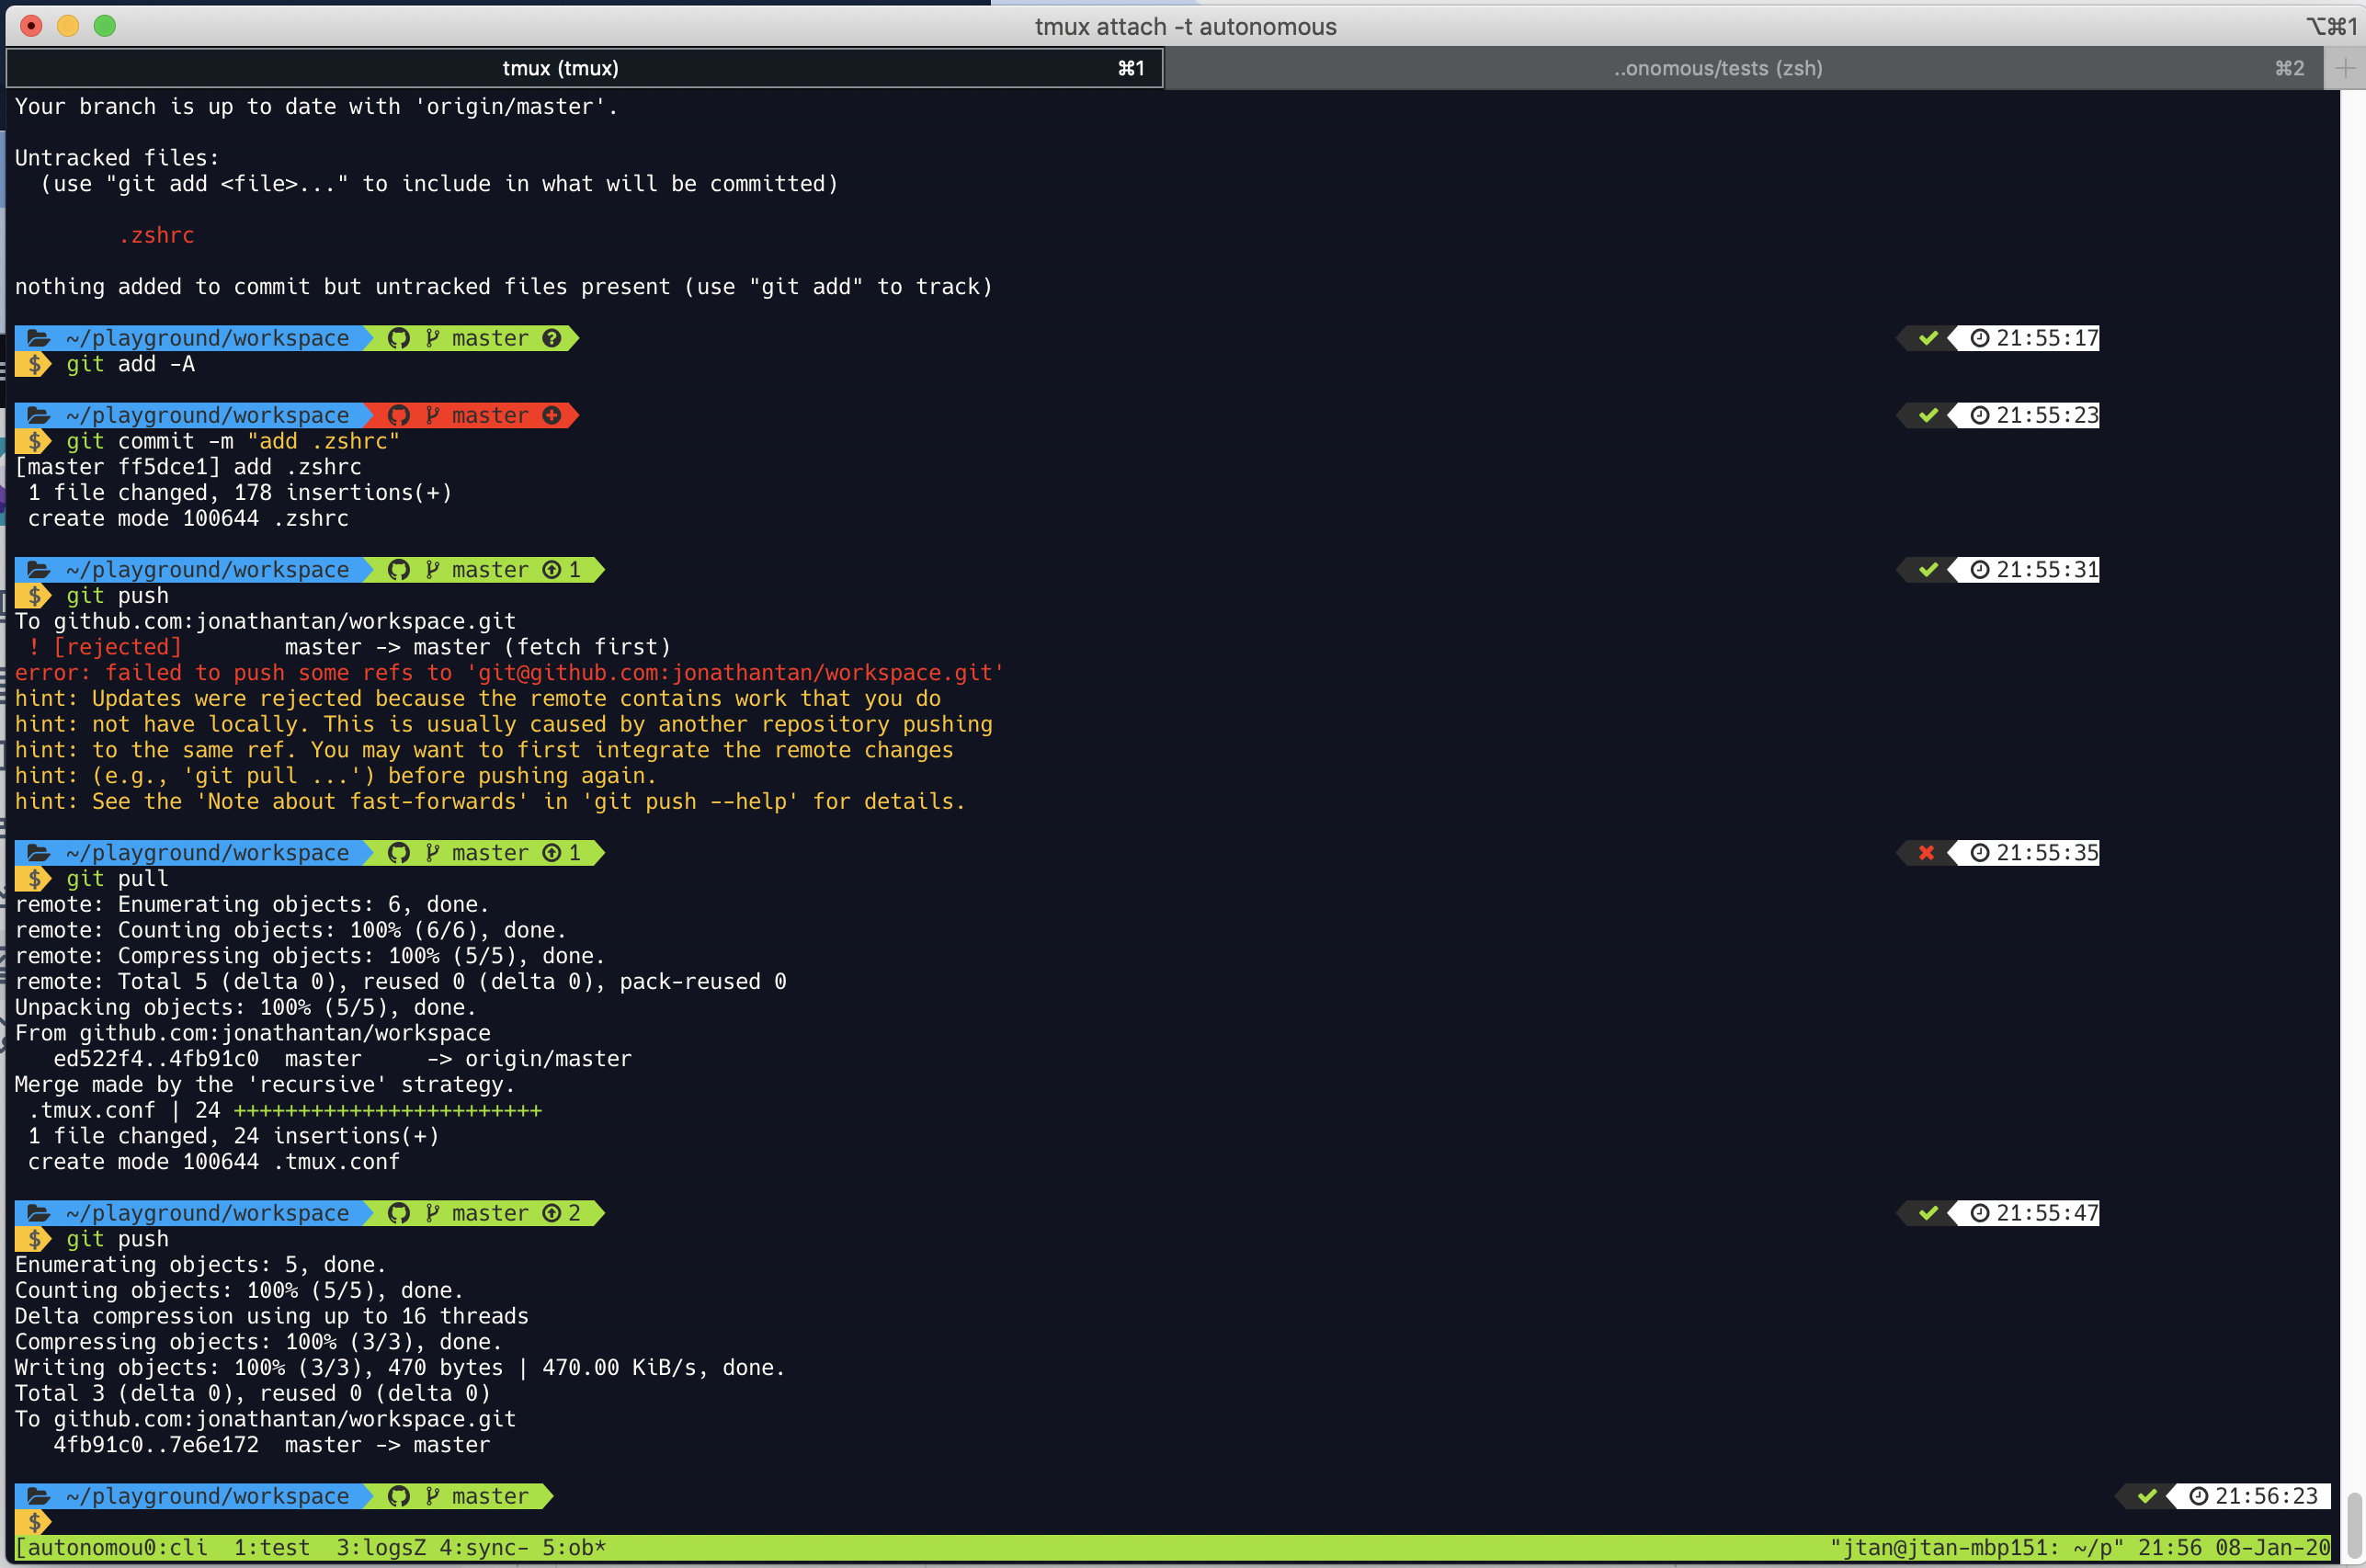 tmux attach -t autonomous
⌥⌘1
tmux (tmux) ⌘1
..onomous/tests (zsh) ⌘2
Your branch is up to date with 'origin/master'.
Untracked files:
(use "git add <file>..." to include in what will be committed)
.zshrc
nothing added to commit but untracked files present (use "git add" to track)
~/playground/workspace master 21:55:17
$ git add -A
~/playground/workspace master 21:55:23
$ git commit -m "add .zshrc"
[master ff5dce1] add .zshrc
1 file changed, 178 insertions(+)
create mode 100644 .zshrc
~/playground/workspace master 1 21:55:31
$ git push
To github.com:jonathantan/workspace.git
! [rejected] master -> master (fetch first)
error: failed to push some refs to 'git@github.com:jonathantan/workspace.git'
hint: Updates were rejected because the remote contains work that you do
hint: not have locally. This is usually caused by another repository pushing
hint: to the same ref. You may want to first integrate the remote changes
hint: (e.g., 'git pull ...') before pushing again.
hint: See the 'Note about fast-forwards' in 'git push --help' for details.
~/playground/workspace master 1 21:55:35
$ git pull
remote: Enumerating objects: 6, done.
remote: Counting objects: 100% (6/6), done.
remote: Compressing objects: 100% (5/5), done.
remote: Total 5 (delta 0), reused 0 (delta 0), pack-reused 0
Unpacking objects: 100% (5/5), done.
From github.com:jonathantan/workspace
ed522f4..4fb91c0 master -> origin/master
Merge made by the 'recursive' strategy.
.tmux.conf | 24 ++++++++++++++++++++++++
1 file changed, 24 insertions(+)
create mode 100644 .tmux.conf
~/playground/workspace master 2 21:55:47
$ git push
Enumerating objects: 5, done.
Counting objects: 100% (5/5), done.
Delta compression using up to 16 threads
Compressing objects: 100% (3/3), done.
Writing objects: 100% (3/3), 470 bytes | 470.00 KiB/s, done.
Total 3 (delta 0), reused 0 (delta 0)
To github.com:jonathantan/workspace.git
4fb91c0..7e6e172 master -> master
~/playground/workspace master 21:56:23
$
[autonomou0:cli 1:test 3:logsZ 4:sync- 5:ob* "jtan@jtan-mbp151: ~/p" 21:56 08-Jan-20